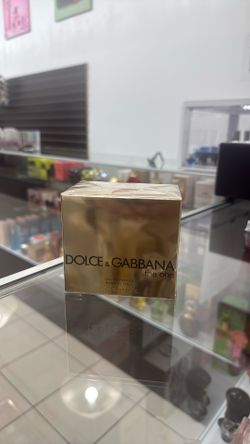 DOLCE & GABBANA
the one